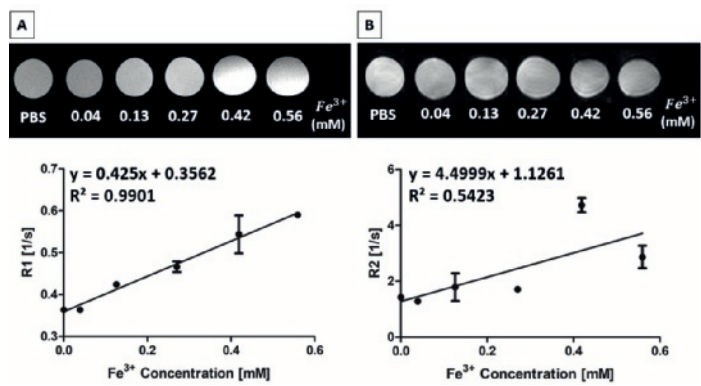 A
PBS 0.04 0.13 0.27 0.42 0.56 Fe³⁺ (mM)
y = 0.425x + 0.3562
R² = 0.9901
R1 [1/s]
0.7
0.6
0.5
0.4
0.3
0.0 0.2 0.4 0.6
Fe³⁺ Concentration [mM]
B
PBS 0.04 0.13 0.27 0.42 0.56 Fe³⁺ (mM)
y = 4.4999x + 1.1261
R² = 0.5423
R2 [1/s]
6
4
2
0
0.0 0.2 0.4 0.6
Fe³⁺ Concentration [mM]